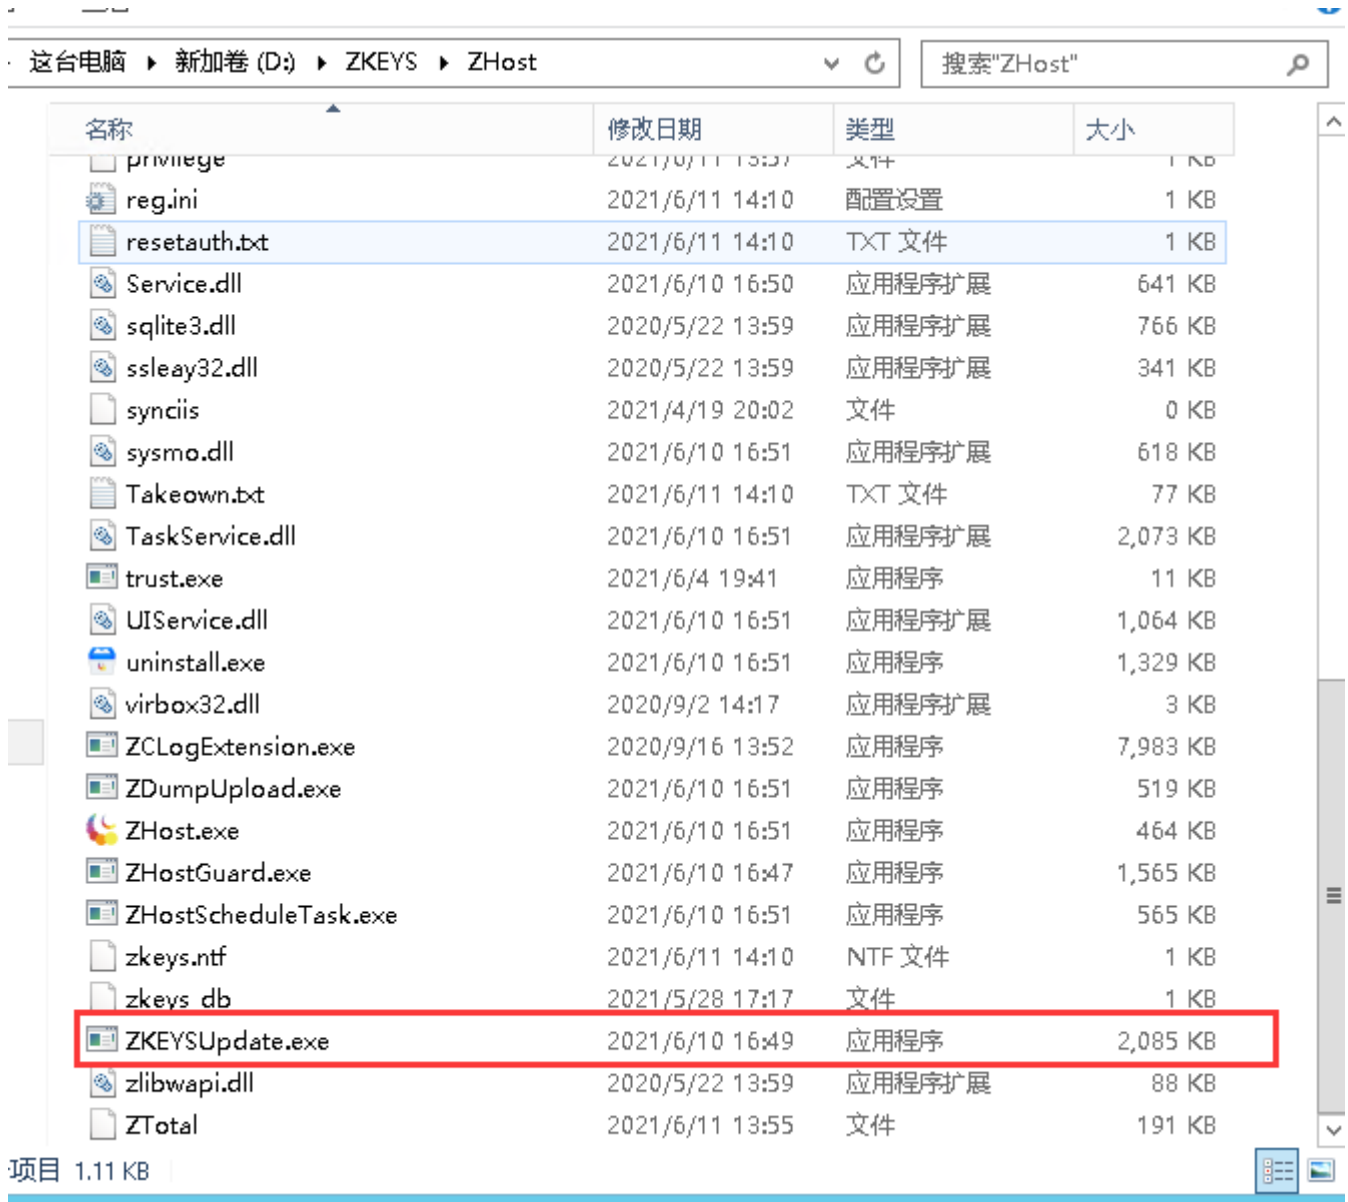 这台电脑 新加卷 (D:) ZKEYS ZHost 搜索"ZHost"
名称 修改日期 类型 大小
privilege 2021/6/11 13:57 文件 1 KB
reg.ini 2021/6/11 14:10 配置设置 1 KB
resetauth.txt 2021/6/11 14:10 TXT 文件 1 KB
Service.dll 2021/6/10 16:50 应用程序扩展 641 KB
sqlite3.dll 2020/5/22 13:59 应用程序扩展 766 KB
ssleay32.dll 2020/5/22 13:59 应用程序扩展 341 KB
synciis 2021/4/19 20:02 文件 0 KB
sysmo.dll 2021/6/10 16:51 应用程序扩展 618 KB
Takeown.txt 2021/6/11 14:10 TXT 文件 77 KB
TaskService.dll 2021/6/10 16:51 应用程序扩展 2,073 KB
trust.exe 2021/6/4 19:41 应用程序 11 KB
UIService.dll 2021/6/10 16:51 应用程序扩展 1,064 KB
uninstall.exe 2021/6/10 16:51 应用程序 1,329 KB
virbox32.dll 2020/9/2 14:17 应用程序扩展 3 KB
ZCLogExtension.exe 2020/9/16 13:52 应用程序 7,983 KB
ZDumpUpload.exe 2021/6/10 16:51 应用程序 519 KB
ZHost.exe 2021/6/10 16:51 应用程序 464 KB
ZHostGuard.exe 2021/6/10 16:47 应用程序 1,565 KB
ZHostScheduleTask.exe 2021/6/10 16:51 应用程序 565 KB
zkeys.ntf 2021/6/11 14:10 NTF 文件 1 KB
zkeys_db 2021/5/28 17:17 文件 1 KB
ZKEYSUpdate.exe 2021/6/10 16:49 应用程序 2,085 KB
zlibwapi.dll 2020/5/22 13:59 应用程序扩展 88 KB
ZTotal 2021/6/11 13:55 文件 191 KB
项目 1.11 KB